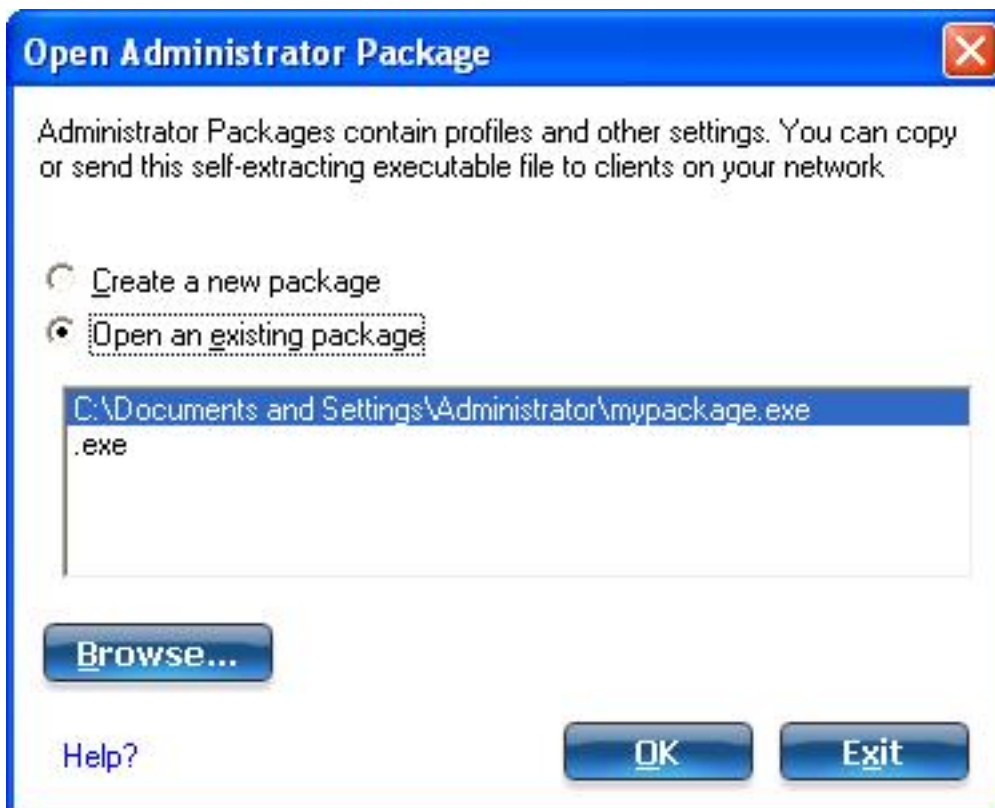 Open Administrator Package
Administrator Packages contain profiles and other settings. You can copy
or send this self-extracting executable file to clients on your network
Create a new package
Open an existing package
C:\Documents and Settings\Administrator\mypackage.exe
.exe
Browse...
Help?
OK
Exit